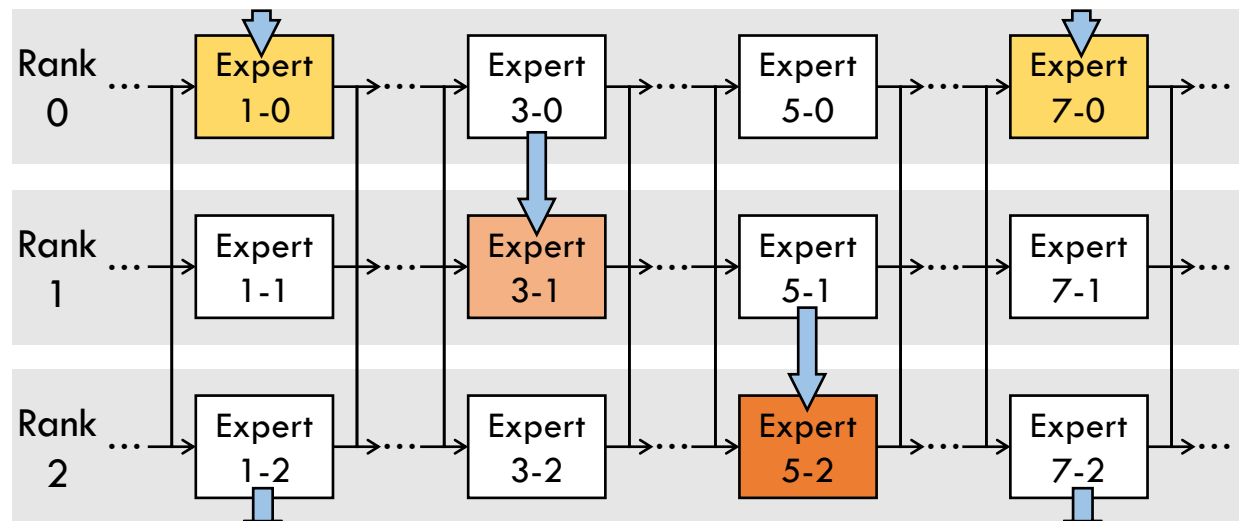 Rank
0
Expert
1-0
Expert
3-0
Expert
5-0
Expert
7-0
Rank
1
Expert
1-1
Expert
3-1
Expert
5-1
Expert
7-1
Rank
2
Expert
1-2
Expert
3-2
Expert
5-2
Expert
7-2